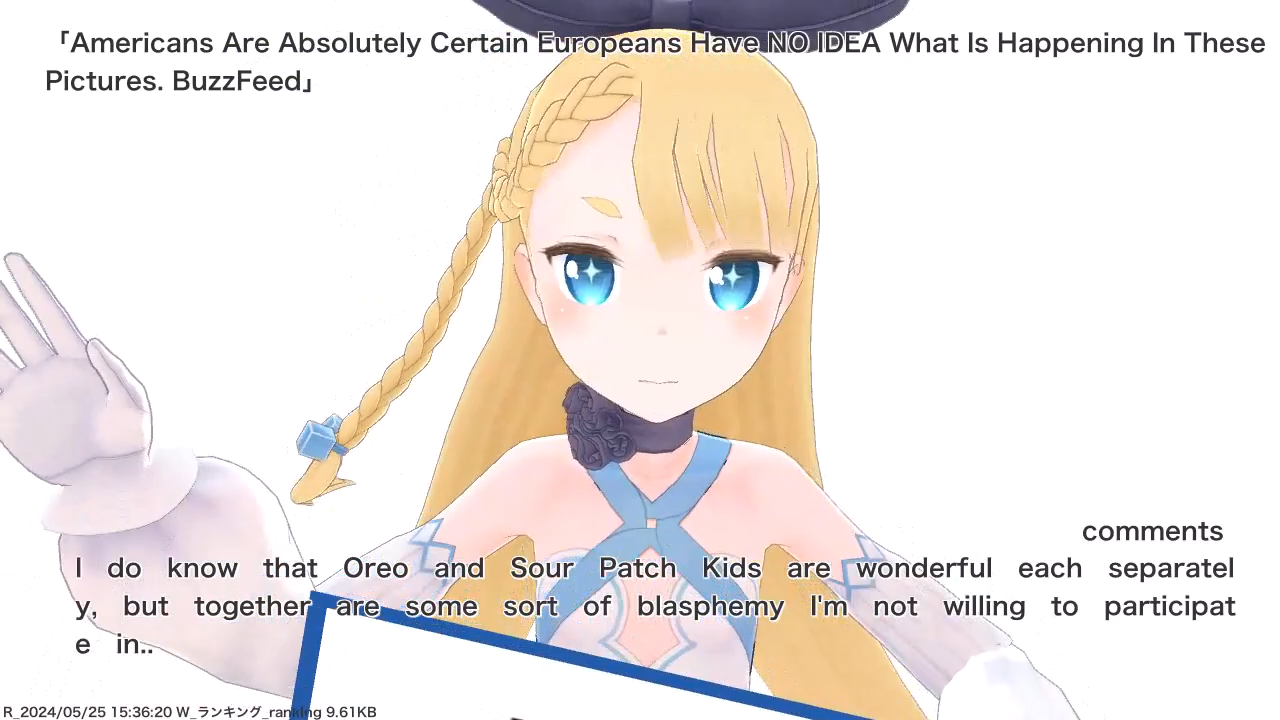 「Americans Are Absolutely Certain Europeans Have NO IDEA What Is Happening In These
Pictures. BuzzFeed」
comments
I do know that Oreo and Sour Patch Kids are wonderful each separatel
y, but together are some sort of blasphemy I'm not willing to participat
e in..
R_2024/05/25 15:36:20 W_ランキング_ranking 9.61KB